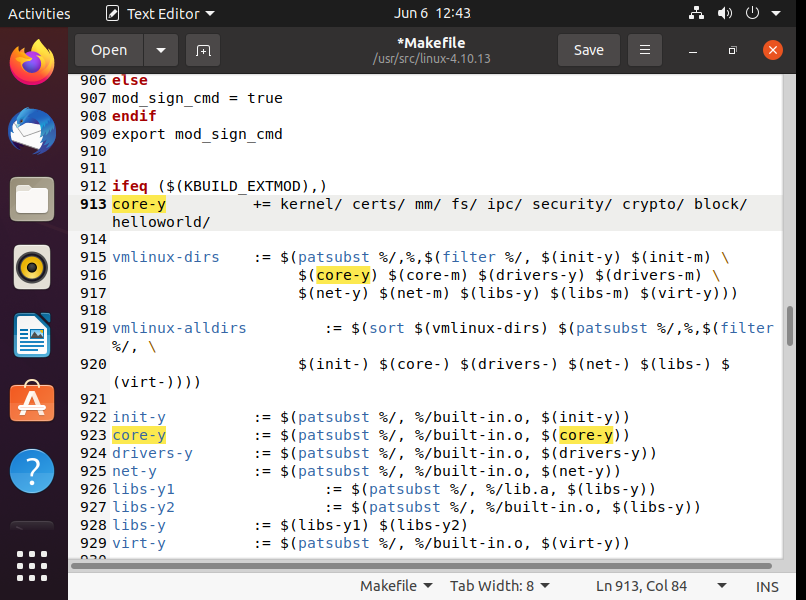 Activities Text Editor Jun 6 12:43
Open *Makefile Save
/usr/src/linux-4.10.13
906 else
907 mod_sign_cmd = true
908 endif
909 export mod_sign_cmd
910
911
912 ifeq ($(KBUILD_EXTMOD),)
913 core-y += kernel/ certs/ mm/ fs/ ipc/ security/ crypto/ block/
helloworld/
914
915 vmlinux-dirs := $(patsubst %/,%,$(filter %/, $(init-y) $(init-m) \
916 $(core-y) $(core-m) $(drivers-y) $(drivers-m) \
917 $(net-y) $(net-m) $(libs-y) $(libs-m) $(virt-y)))
918
919 vmlinux-alldirs := $(sort $(vmlinux-dirs) $(patsubst %/,%,$(filter
%/, \
920 $(init-) $(core-) $(drivers-) $(net-) $(libs-) $
(virt-))))
921
922 init-y := $(patsubst %/, %/built-in.o, $(init-y))
923 core-y := $(patsubst %/, %/built-in.o, $(core-y))
924 drivers-y := $(patsubst %/, %/built-in.o, $(drivers-y))
925 net-y := $(patsubst %/, %/built-in.o, $(net-y))
926 libs-y1 := $(patsubst %/, %/lib.a, $(libs-y))
927 libs-y2 := $(patsubst %/, %/built-in.o, $(libs-y))
928 libs-y := $(libs-y1) $(libs-y2)
929 virt-y := $(patsubst %/, %/built-in.o, $(virt-y))
930
Makefile Tab Width: 8 Ln 913, Col 84 INS